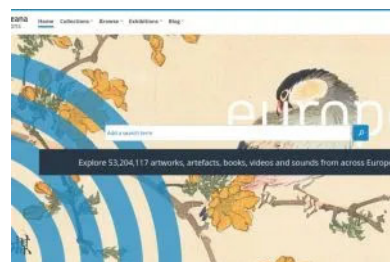 eana
Home Collections Browse Exhibitions Blog
europ
Add a search term
Explore 53,204,117 artworks, artefacts, books, videos and sounds from across Europe